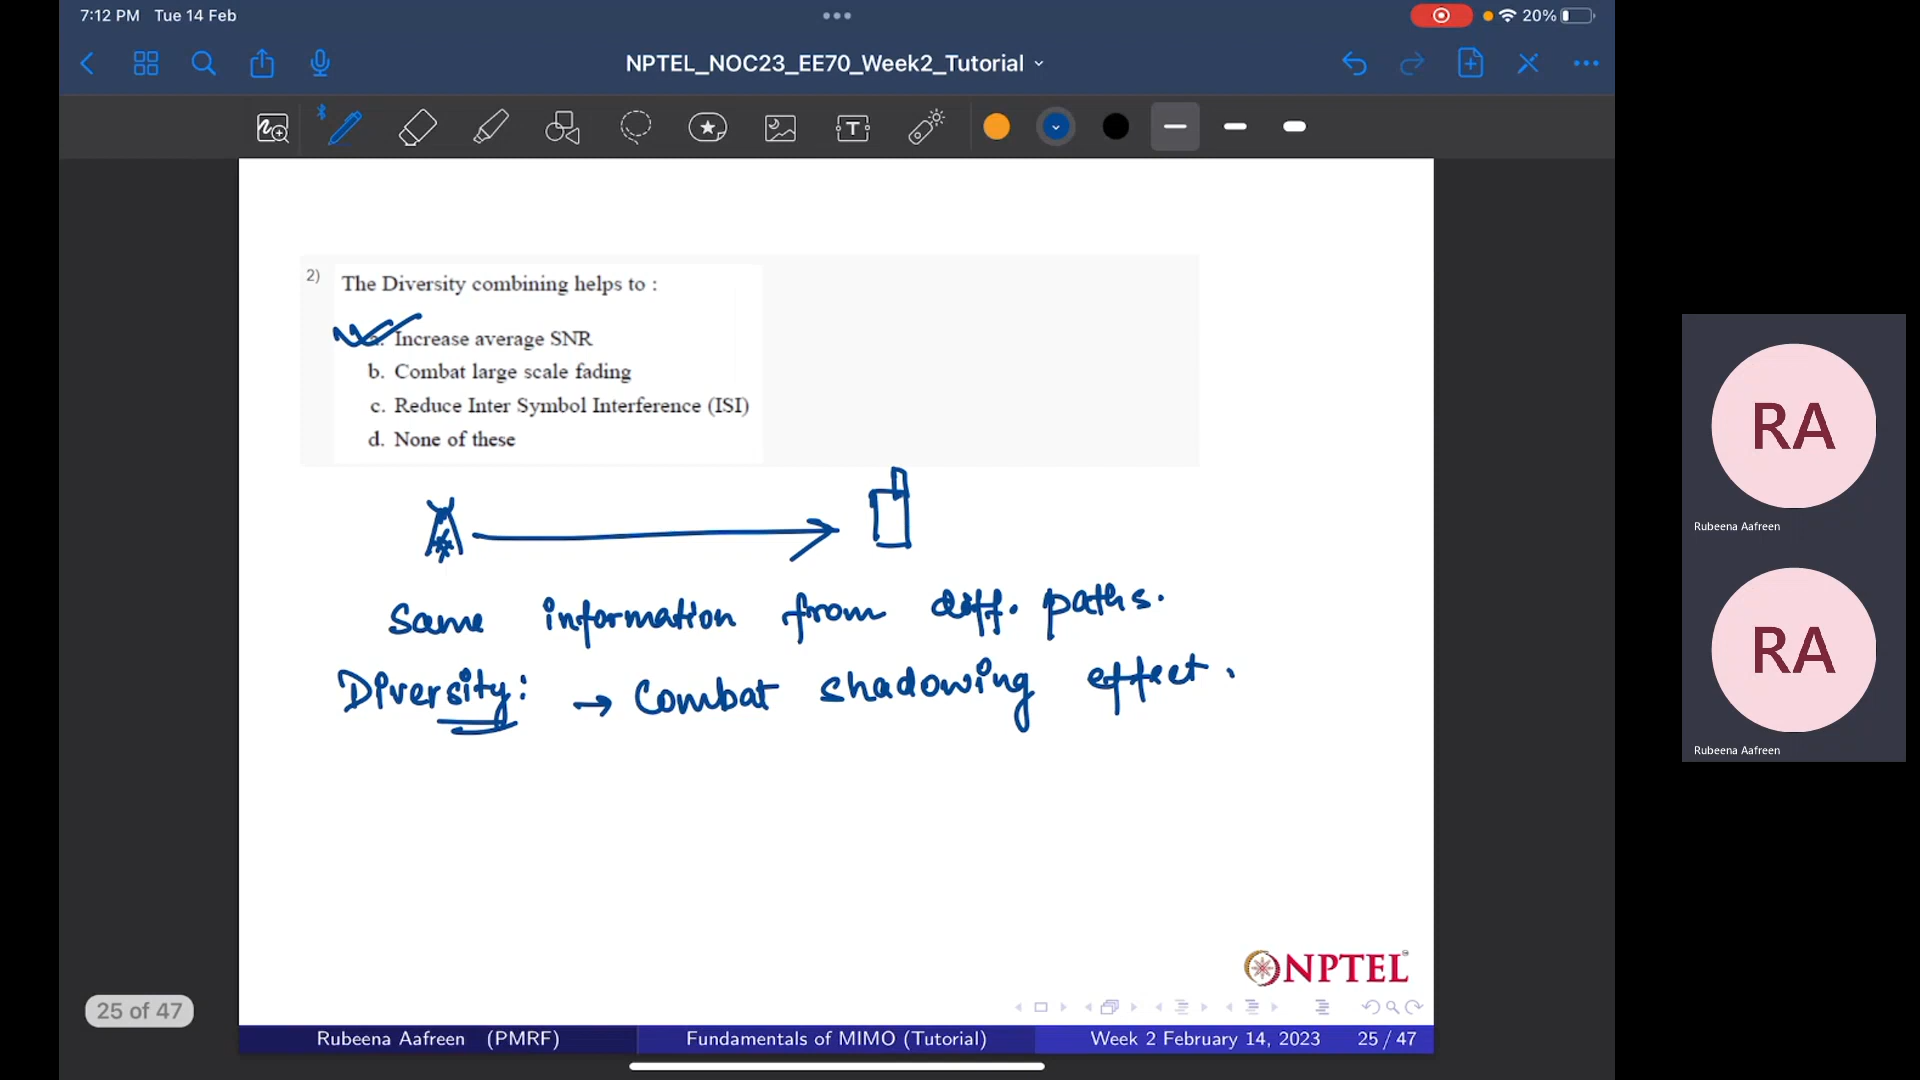 7:12 PM Tue 14 Feb
20%
NPTEL_NOC23_EE70_Week2_Tutorial
T
2) The Diversity combining helps to :
a. Increase average SNR
b. Combat large scale fading
c. Reduce Inter Symbol Interference (ISI)
d. None of these
Same information from diff. paths.
Diversity: → Combat shadowing effect.
NPTEL
25 of 47
Rubeena Aafreen (PMRF) Fundamentals of MIMO (Tutorial) Week 2 February 14, 2023 25 / 47
RA
Rubeena Aafreen
RA
Rubeena Aafreen